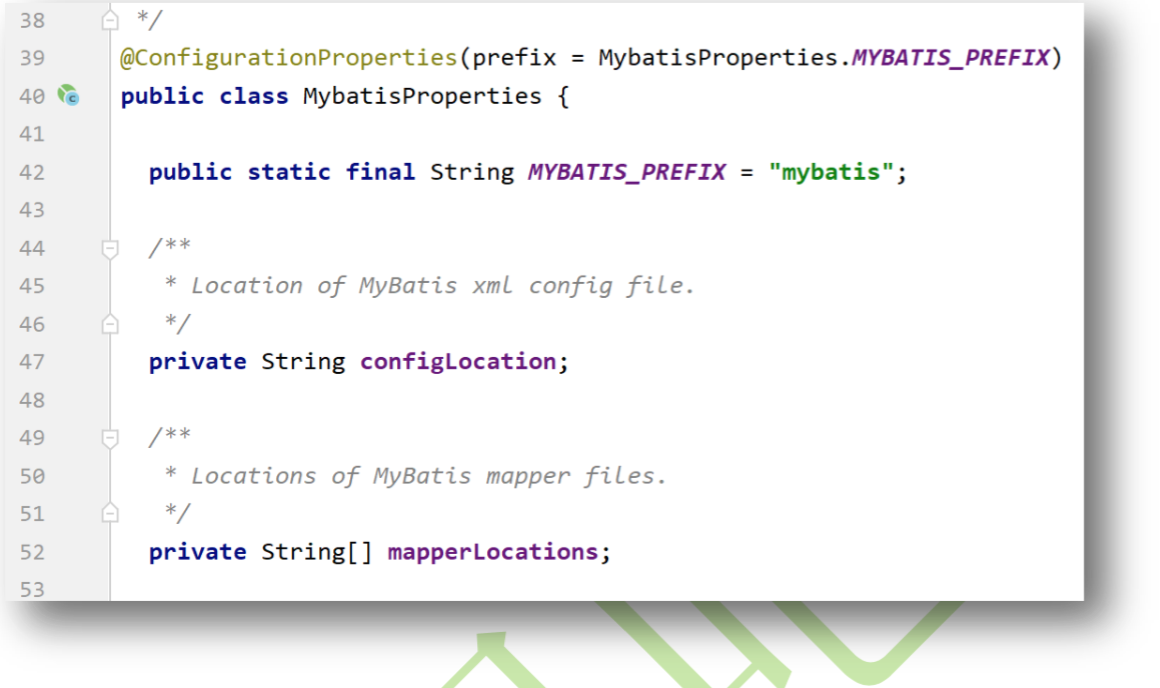 38 */
39 @ConfigurationProperties(prefix = MybatisProperties.MYBATIS_PREFIX)
40 public class MybatisProperties {
41
42 public static final String MYBATIS_PREFIX = "mybatis";
43
44 /**
45 * Location of MyBatis xml config file.
46 */
47 private String configLocation;
48
49 /**
50 * Locations of MyBatis mapper files.
51 */
52 private String[] mapperLocations;
53